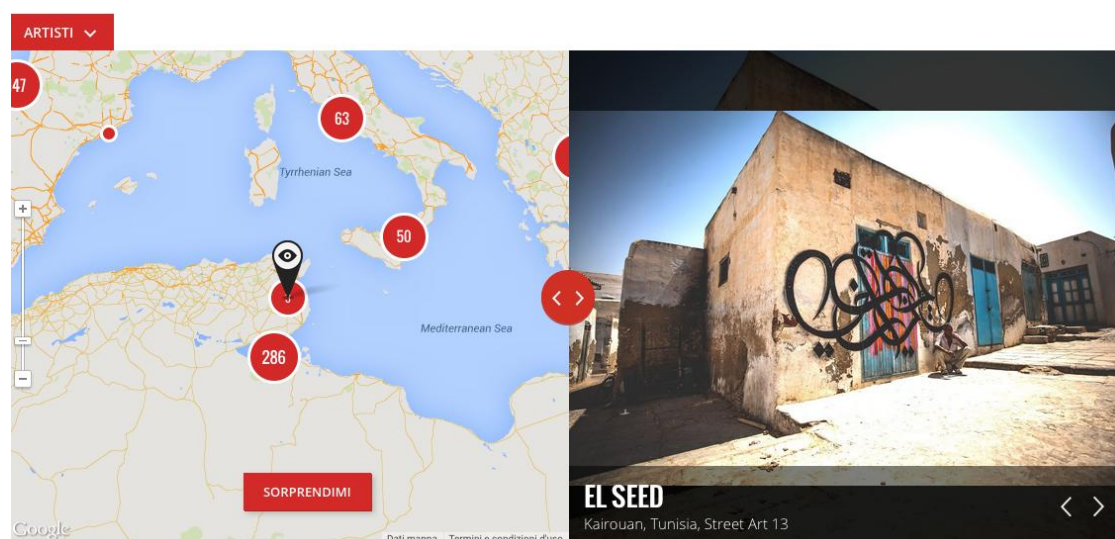 ARTISTI
47
63
Tyrrhenian Sea
50
Mediterranean Sea
286
SORPRENDIMI
Google
Dati mappa Termini e condizioni d'uso
EL SEED
Kairouan, Tunisia, Street Art 13